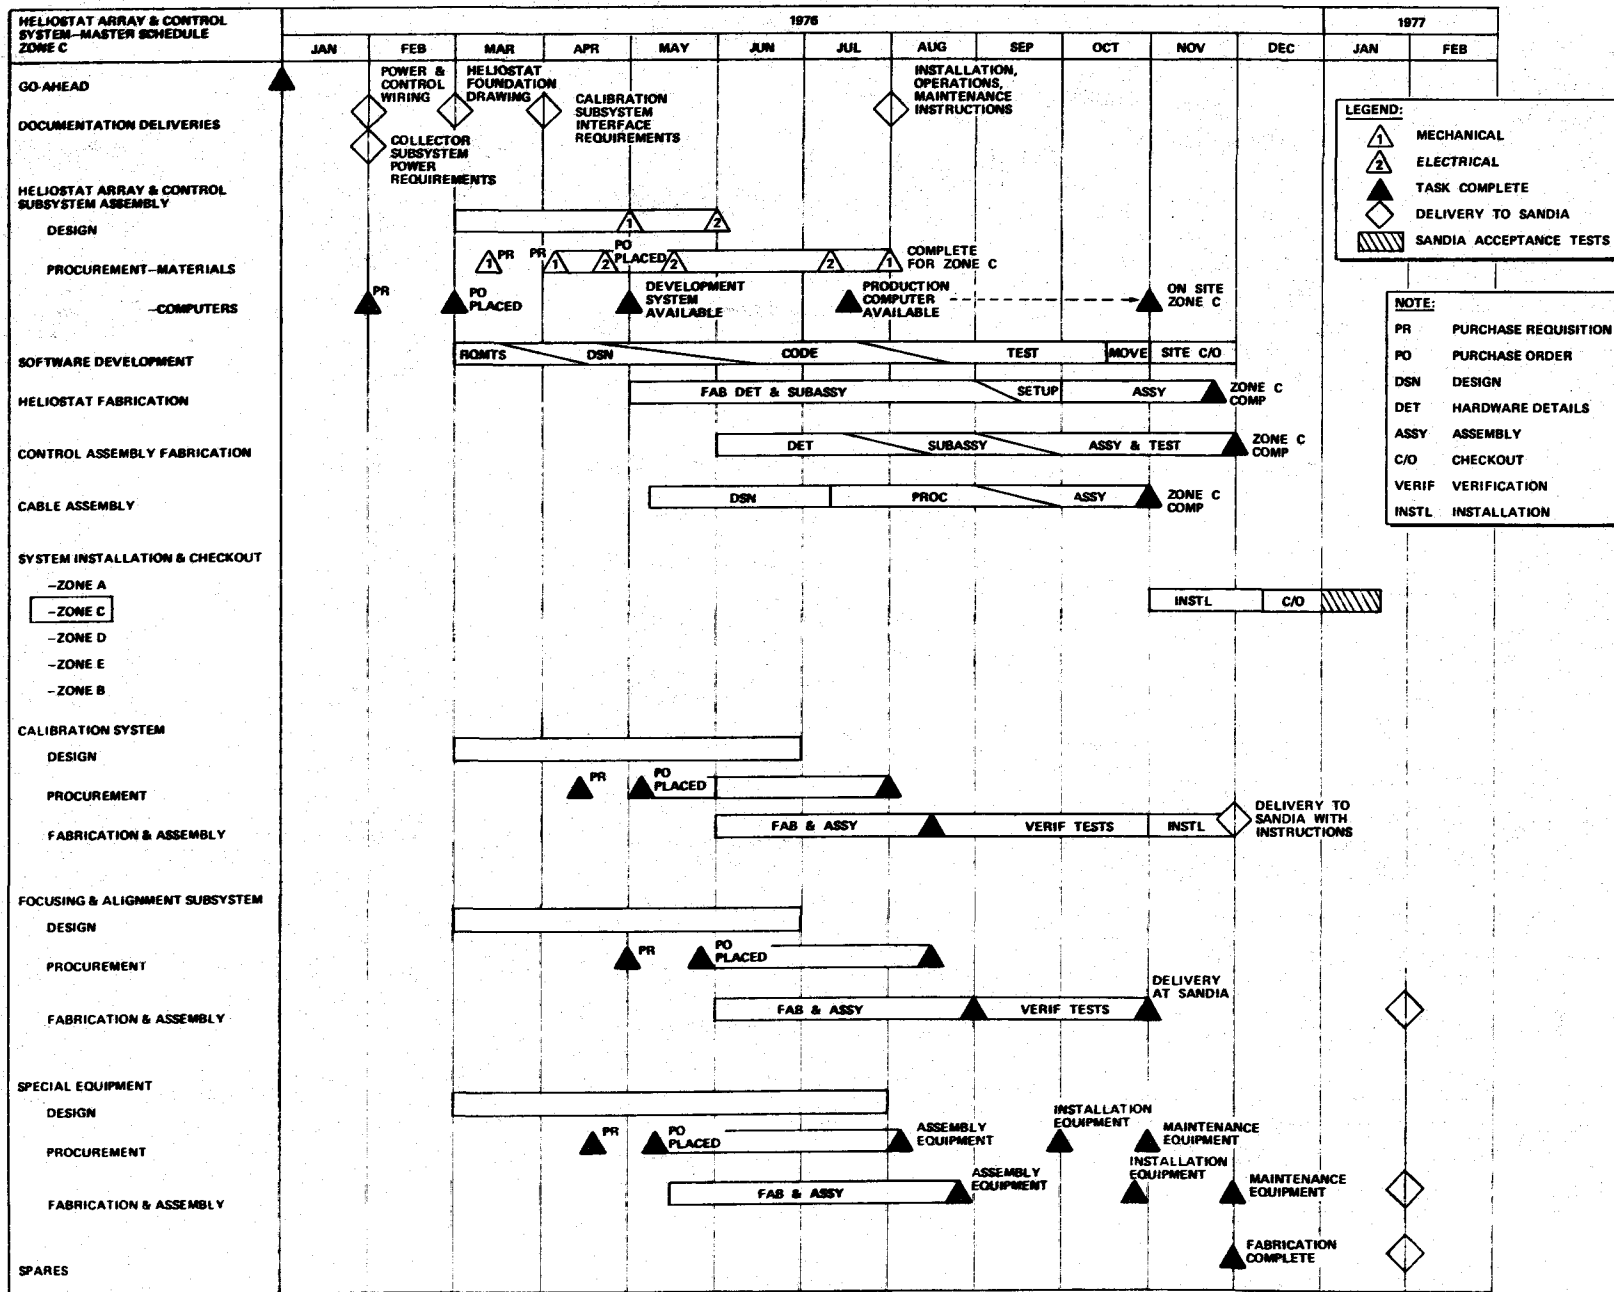 HELIOSTAT ARRAY & CONTROL
SYSTEM–MASTER SCHEDULE
ZONE C
1976
1977
JAN FEB MAR APR MAY JUN JUL AUG SEP OCT NOV DEC JAN FEB
GO-AHEAD
DOCUMENTATION DELIVERIES
POWER &
CONTROL
WIRING
HELIOSTAT
FOUNDATION
DRAWING
CALIBRATION
SUBSYSTEM
INTERFACE
REQUIREMENTS
INSTALLATION,
OPERATIONS,
MAINTENANCE
INSTRUCTIONS
COLLECTOR
SUBSYSTEM
POWER
REQUIREMENTS
LEGEND:
1 MECHANICAL
2 ELECTRICAL
TASK COMPLETE
DELIVERY TO SANDIA
SANDIA ACCEPTANCE TESTS
HELIOSTAT ARRAY & CONTROL
SUBSYSTEM ASSEMBLY
DESIGN
1 2
PROCUREMENT–MATERIALS
1 PR PR 1 2 PO
PLACED 2 2 1 COMPLETE
FOR ZONE C
–COMPUTERS
PR PO
PLACED
DEVELOPMENT
SYSTEM
AVAILABLE
PRODUCTION
COMPUTER
AVAILABLE
ON SITE
ZONE C
NOTE:
PR PURCHASE REQUISITION
PO PURCHASE ORDER
DSN DESIGN
DET HARDWARE DETAILS
ASSY ASSEMBLY
C/O CHECKOUT
VERIF VERIFICATION
INSTL INSTALLATION
SOFTWARE DEVELOPMENT
RQMTS DSN CODE TEST MOVE SITE C/O
HELIOSTAT FABRICATION
FAB DET & SUBASSY SETUP ASSY ZONE C
COMP
CONTROL ASSEMBLY FABRICATION
DET SUBASSY ASSY & TEST ZONE C
COMP
CABLE ASSEMBLY
DSN PROC ASSY ZONE C
COMP
SYSTEM INSTALLATION & CHECKOUT
–ZONE A
–ZONE C
INSTL C/O
–ZONE D
–ZONE E
–ZONE B
CALIBRATION SYSTEM
DESIGN
PROCUREMENT
PR PO
PLACED
FABRICATION & ASSEMBLY
FAB & ASSY VERIF TESTS INSTL
DELIVERY TO
SANDIA WITH
INSTRUCTIONS
FOCUSING & ALIGNMENT SUBSYSTEM
DESIGN
PROCUREMENT
PR PO
PLACED
FABRICATION & ASSEMBLY
FAB & ASSY VERIF TESTS
DELIVERY
AT SANDIA
SPECIAL EQUIPMENT
DESIGN
PROCUREMENT
PR PO
PLACED
ASSEMBLY
EQUIPMENT
INSTALLATION
EQUIPMENT
MAINTENANCE
EQUIPMENT
FABRICATION & ASSEMBLY
FAB & ASSY
ASSEMBLY
EQUIPMENT
INSTALLATION
EQUIPMENT
MAINTENANCE
EQUIPMENT
SPARES
FABRICATION
COMPLETE